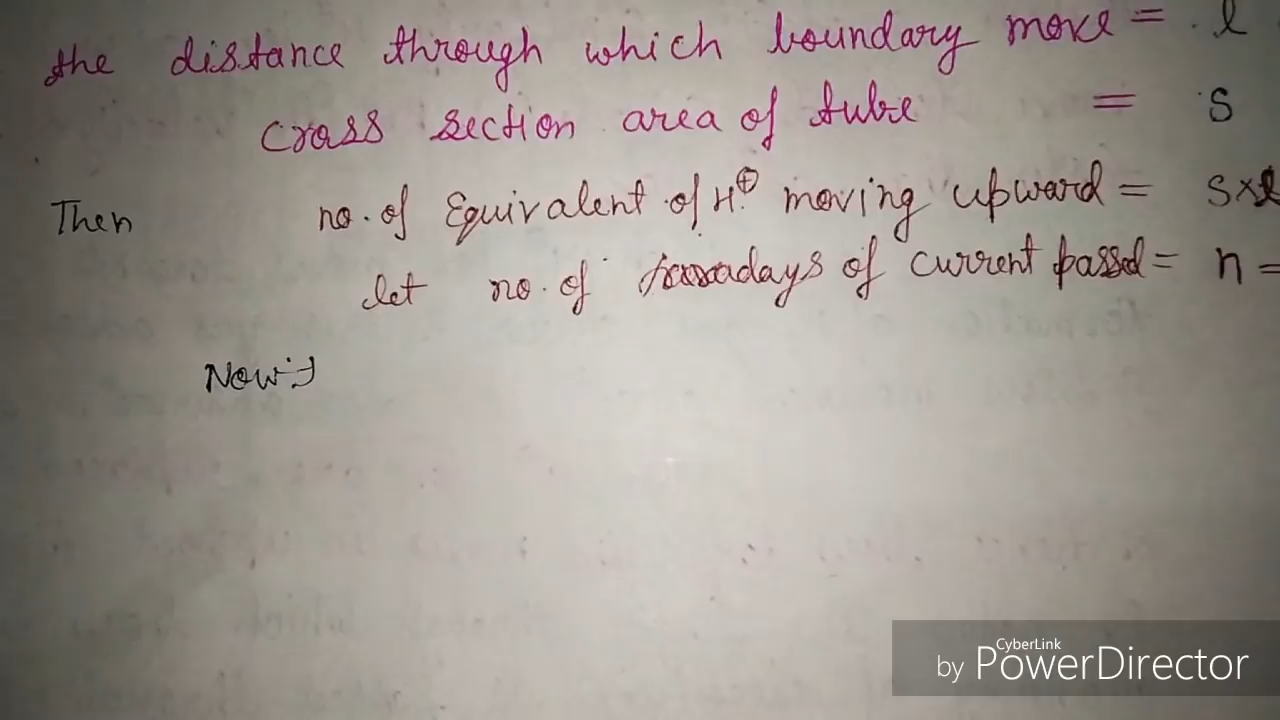 the distance through which boundary move = l
cross section area of tube = s
Then no. of Equivalent of H⊕ moving upward = s×l
let no. of faradays of current passed = n =
Now:-
CyberLink
by PowerDirector